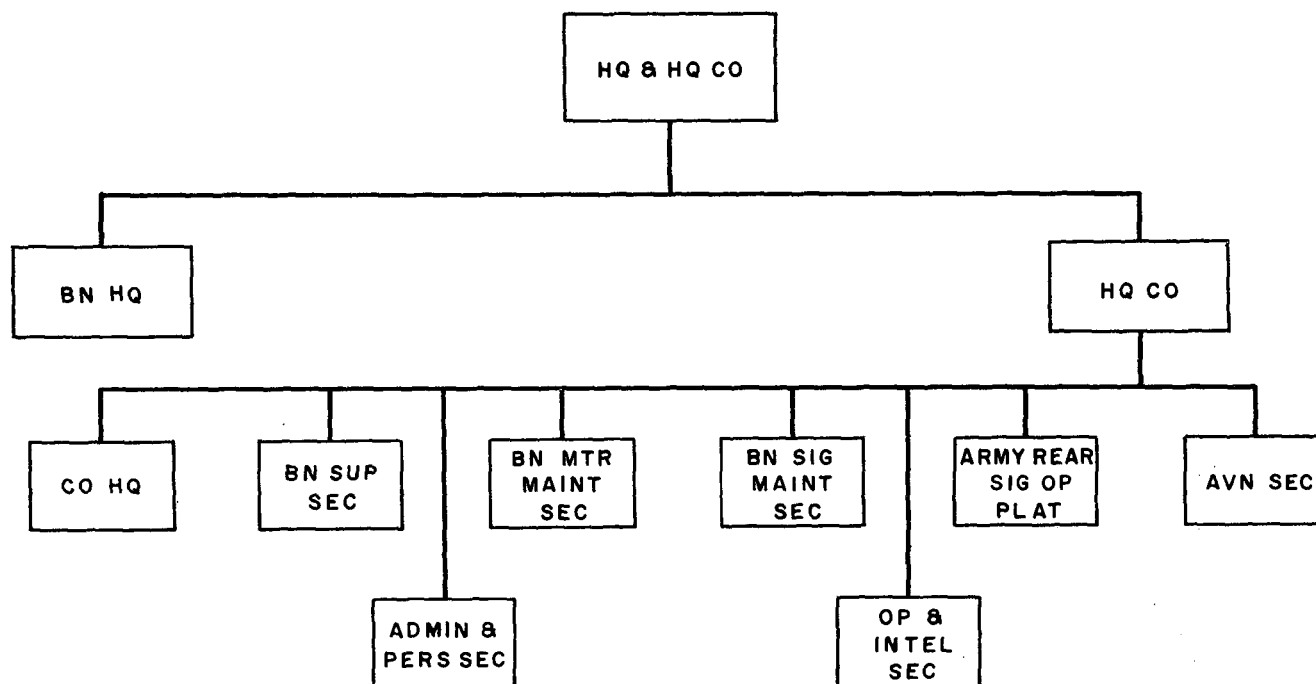 HQ & HQ CO
BN HQ
HQ CO
CO HQ
BN SUP
SEC
BN MTR
MAINT
SEC
BN SIG
MAINT
SEC
ARMY REAR
SIG OP
PLAT
AVN SEC
ADMIN &
PERS SEC
OP &
INTEL
SEC